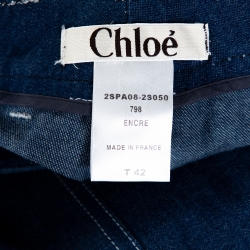 Chloé
2SPA08-2S050
798
ENCRE
MADE IN FRANCE
T 42